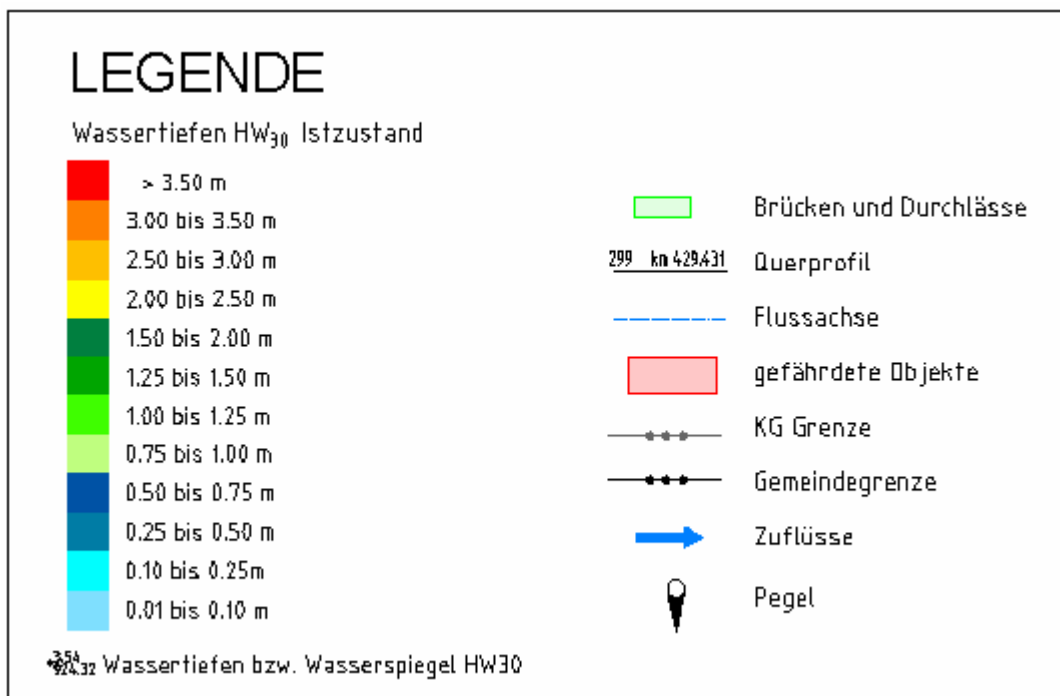 LEGENDE
Wassertiefen HW30 Istzustand
> 3.50 m
3.00 bis 3.50 m
2.50 bis 3.00 m
2.00 bis 2.50 m
1.50 bis 2.00 m
1.25 bis 1.50 m
1.00 bis 1.25 m
0.75 bis 1.00 m
0.50 bis 0.75 m
0.25 bis 0.50 m
0.10 bis 0.25m
0.01 bis 0.10 m
3.54
924.32 Wassertiefen bzw. Wasserspiegel HW30
Brücken und Durchlässe
299 km 429.431 Querprofil
Flussachse
gefährdete Objekte
KG Grenze
Gemeindegrenze
Zuflüsse
Pegel